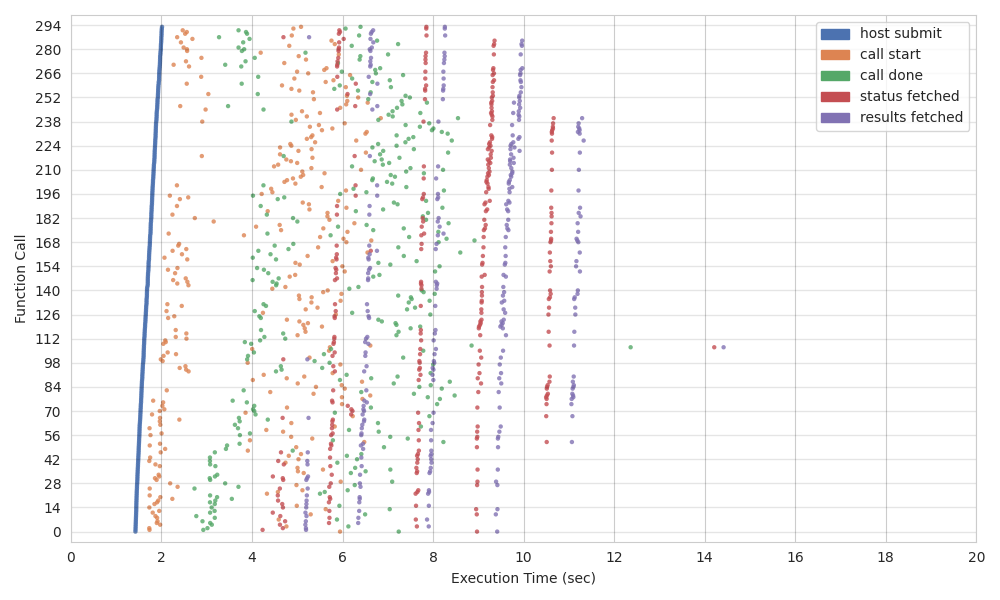 294
280
266
252
238
224
210
196
182
168
154
140
126
112
98
84
70
56
42
28
14
0
Function Call
host submit
call start
call done
status fetched
results fetched
0 2 4 6 8 10 12 14 16 18 20
Execution Time (sec)